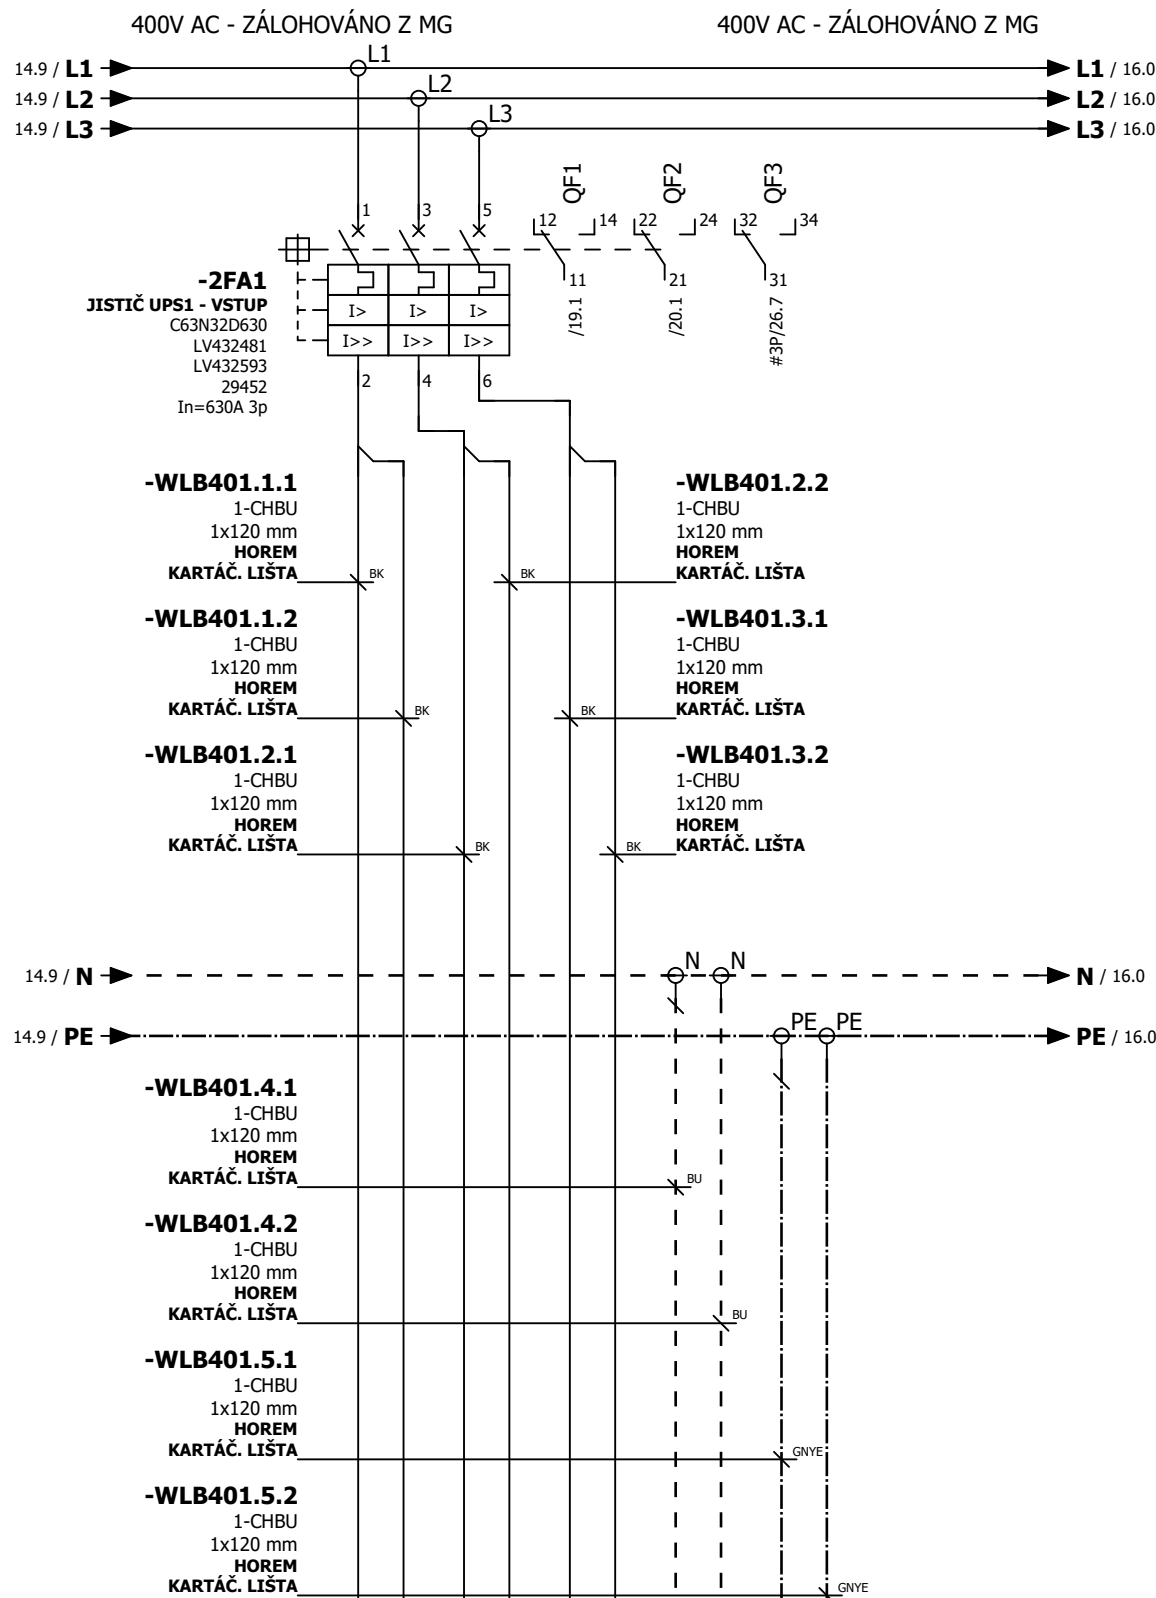 400V AC - ZÁLOHOVÁNO Z MG
400V AC - ZÁLOHOVÁNO Z MG
L1
14.9 / L1
L1 / 16.0
L2
14.9 / L2
L2 / 16.0
L3
14.9 / L3
L3 / 16.0
QF1
QF2
QF3
1
3
5
12
14
22
24
32
34
11
21
31
/19.1
/20.1
#3P/26.7
-2FA1
JISTIČ UPS1 - VSTUP
C63N32D630
LV432481
LV432593
29452
In=630A 3p
I> I> I>
I>> I>> I>>
2
4
6
-WLB401.1.1
1-CHBU
1x120 mm
HOREM
KARTÁČ. LIŠTA
BK
-WLB401.2.2
1-CHBU
1x120 mm
HOREM
KARTÁČ. LIŠTA
BK
-WLB401.1.2
1-CHBU
1x120 mm
HOREM
KARTÁČ. LIŠTA
BK
-WLB401.3.1
1-CHBU
1x120 mm
HOREM
KARTÁČ. LIŠTA
BK
-WLB401.2.1
1-CHBU
1x120 mm
HOREM
KARTÁČ. LIŠTA
BK
-WLB401.3.2
1-CHBU
1x120 mm
HOREM
KARTÁČ. LIŠTA
BK
N N
14.9 / N
N / 16.0
PE PE
14.9 / PE
PE / 16.0
-WLB401.4.1
1-CHBU
1x120 mm
HOREM
KARTÁČ. LIŠTA
BU
-WLB401.4.2
1-CHBU
1x120 mm
HOREM
KARTÁČ. LIŠTA
BU
-WLB401.5.1
1-CHBU
1x120 mm
HOREM
KARTÁČ. LIŠTA
GNYE
-WLB401.5.2
1-CHBU
1x120 mm
HOREM
KARTÁČ. LIŠTA
GNYE